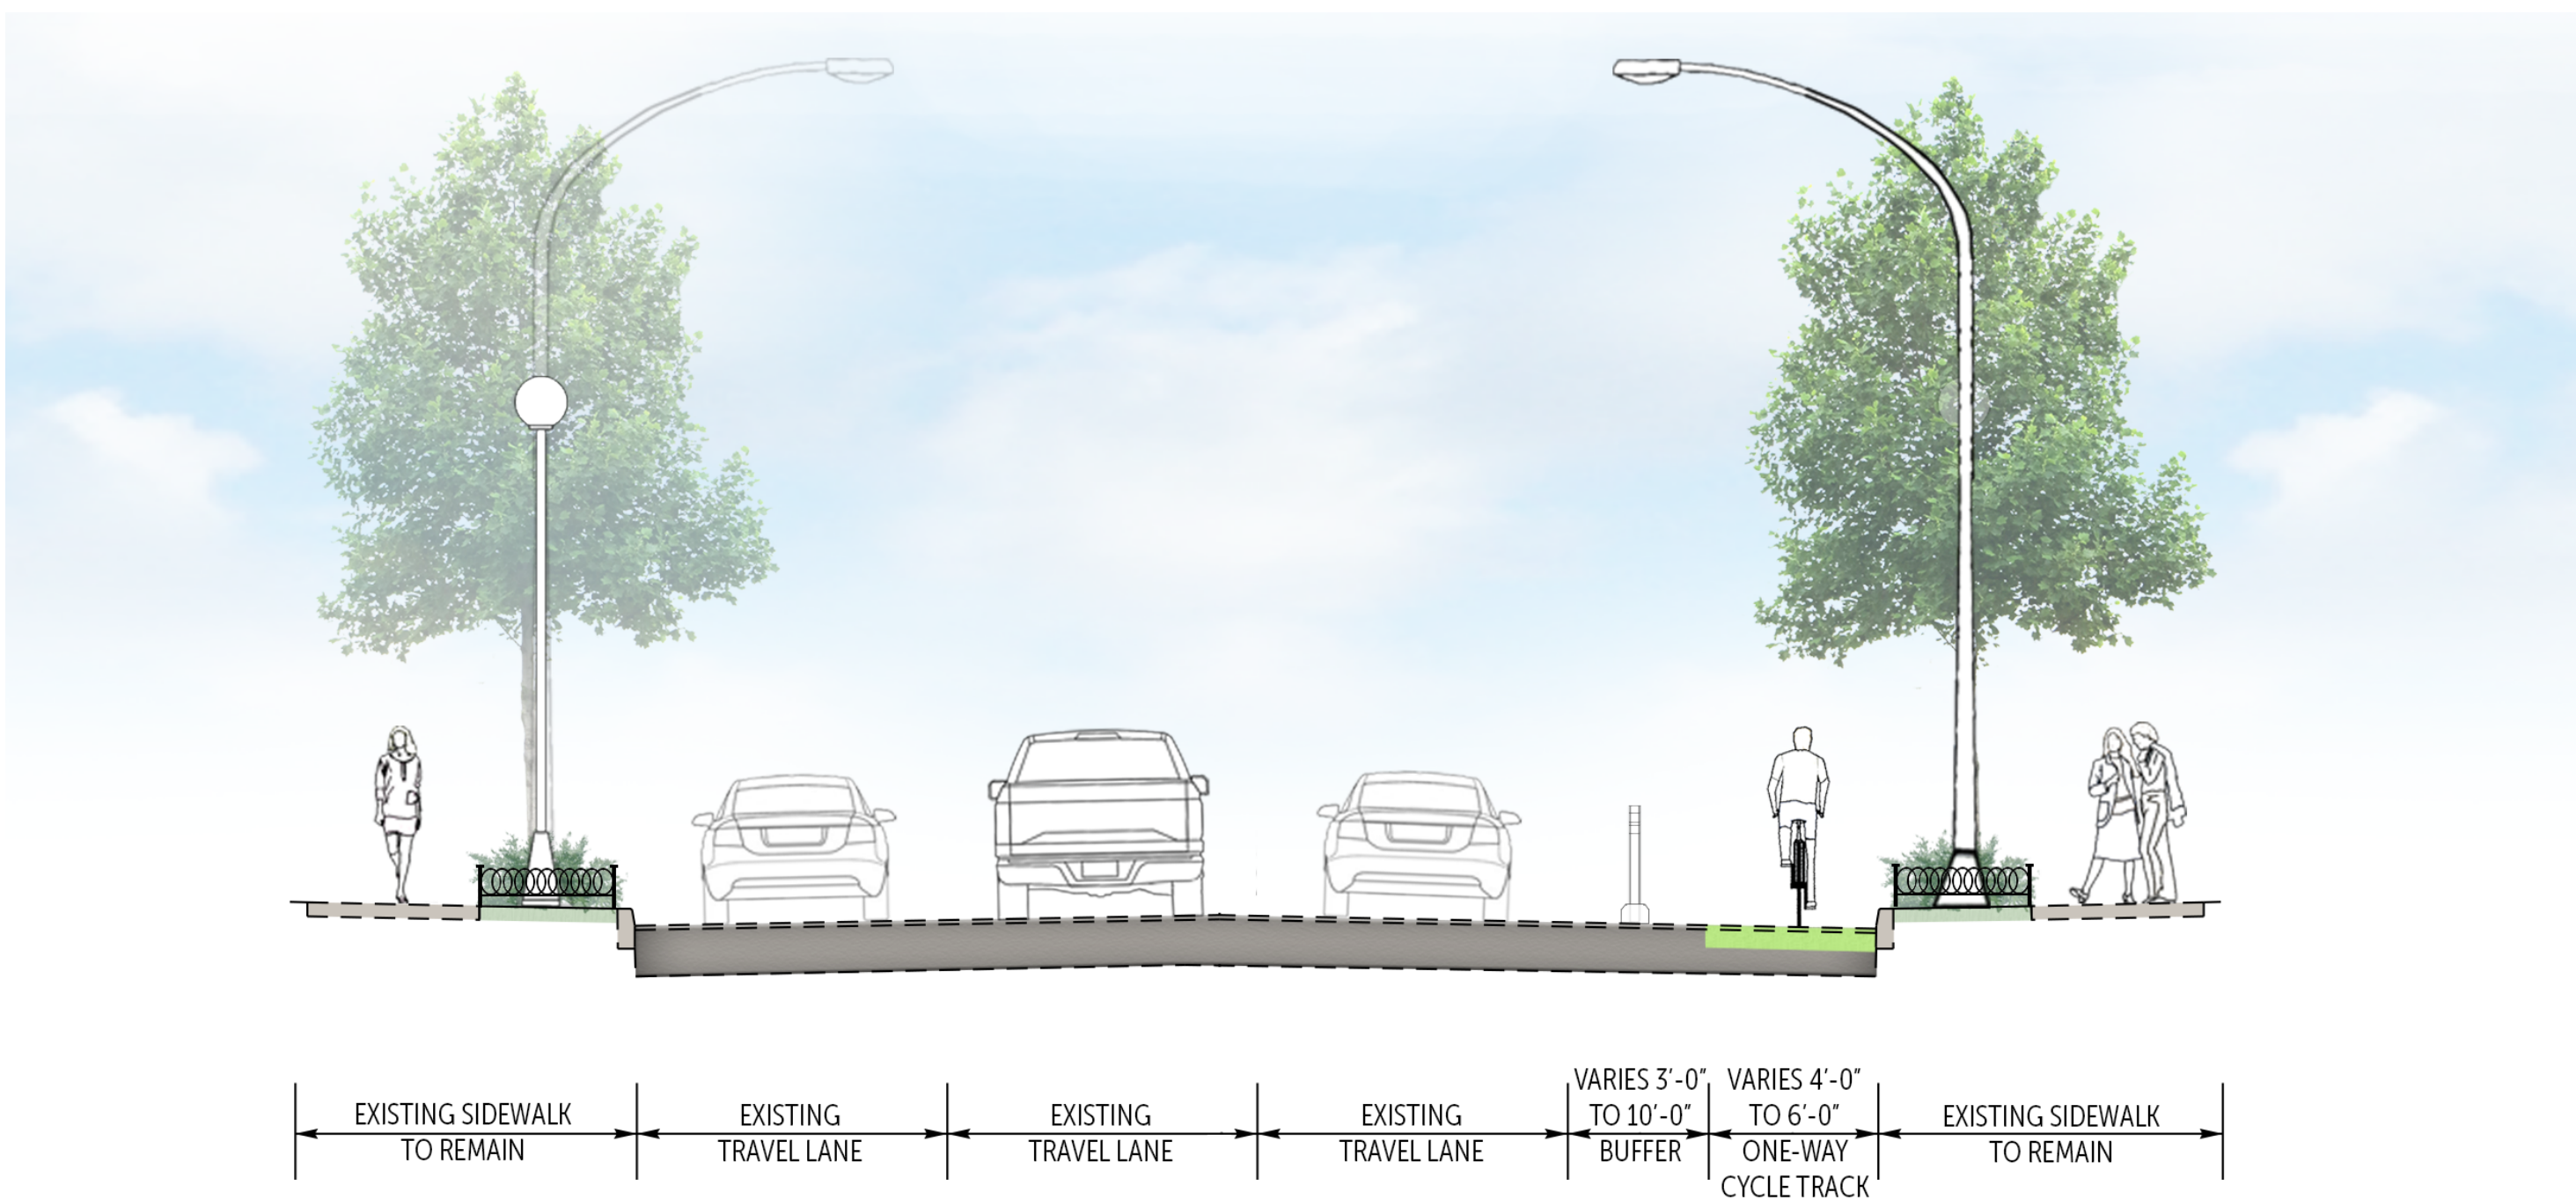 EXISTING SIDEWALK
TO REMAIN
EXISTING
TRAVEL LANE
EXISTING
TRAVEL LANE
EXISTING
TRAVEL LANE
VARIES 3'-0"
TO 10'-0"
BUFFER
VARIES 4'-0"
TO 6'-0"
ONE-WAY
CYCLE TRACK
EXISTING SIDEWALK
TO REMAIN